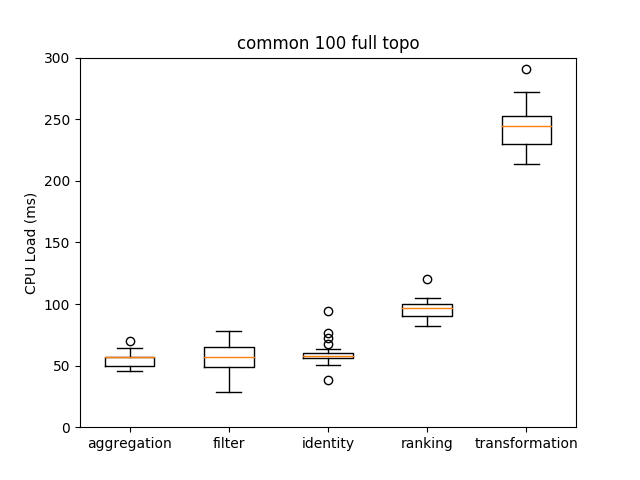 common 100 full topo
CPU Load (ms)
300
250
200
150
100
50
0
aggregation filter identity ranking transformation